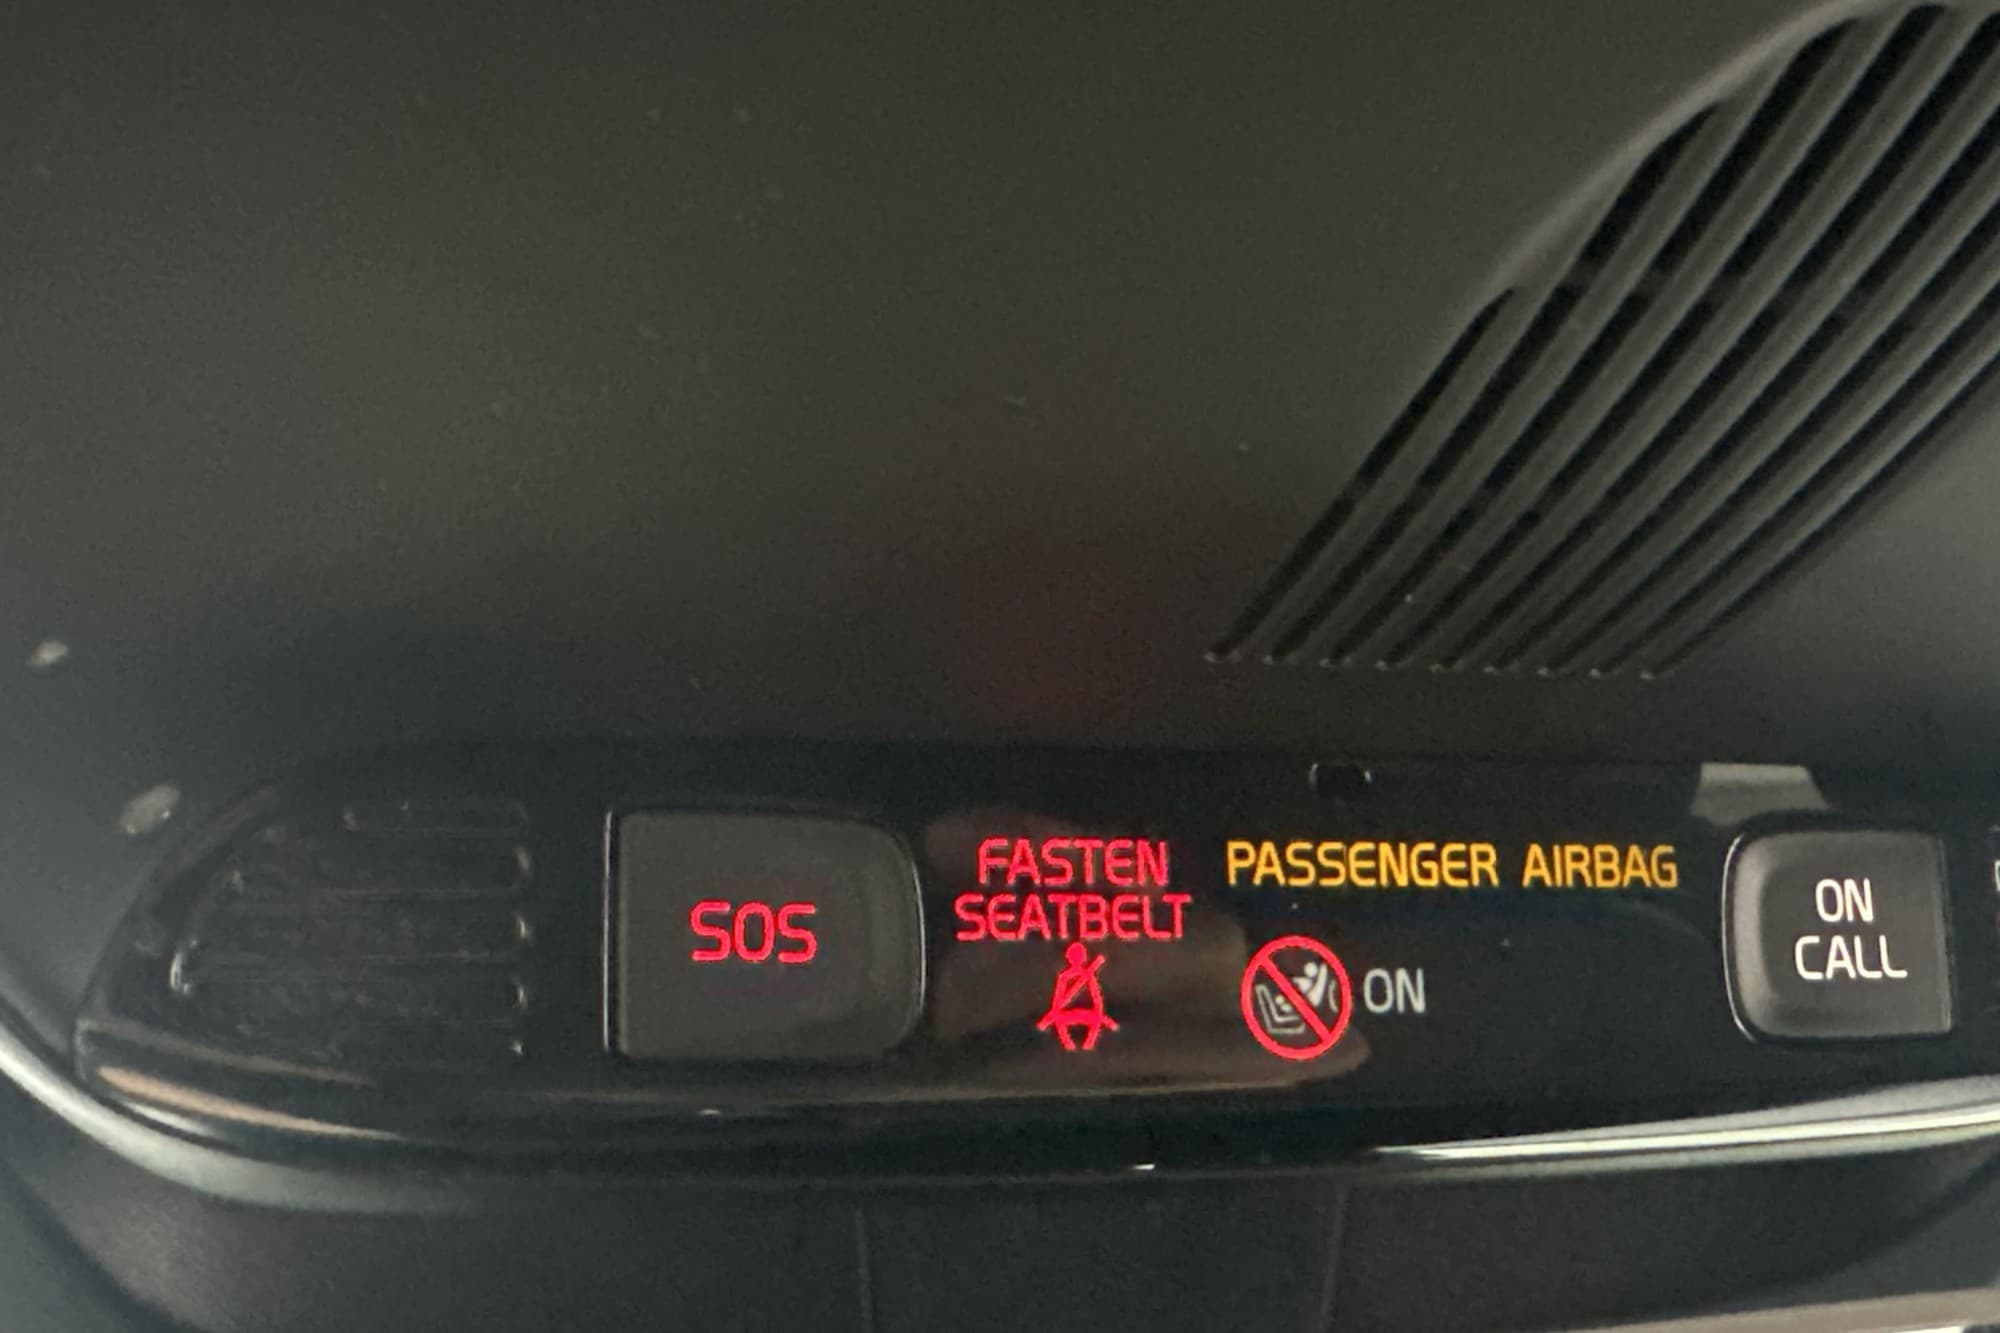 SOS
FASTEN
SEATBELT
PASSENGER AIRBAG
ON
ON
CALL